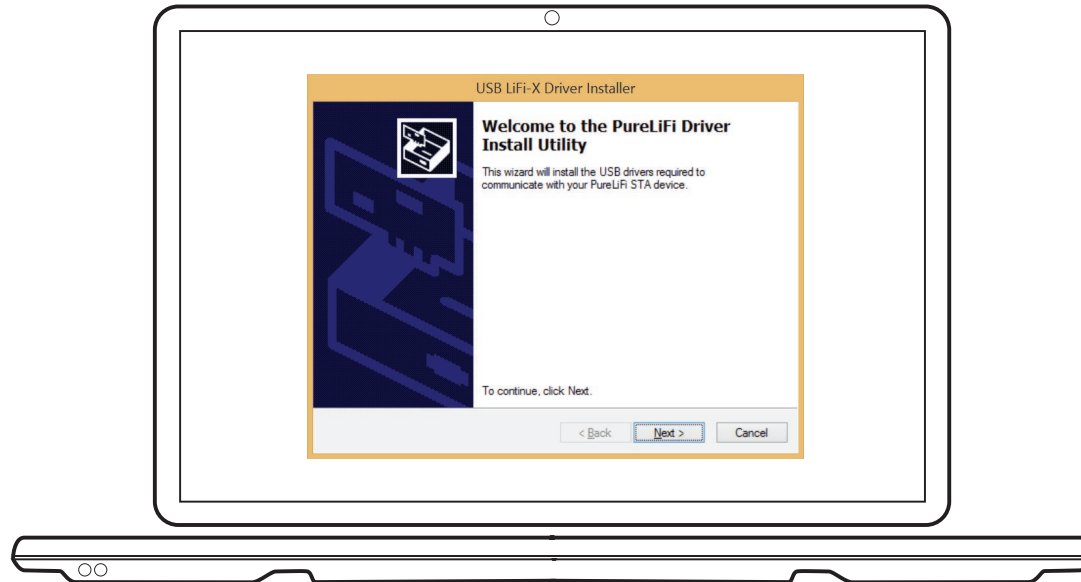 USB LiFi-X Driver Installer
Welcome to the PureLiFi Driver
Install Utility
This wizard will install the USB drivers required to
communicate with your PureLiFi STA device.
To continue, click Next.
< Back Next > Cancel